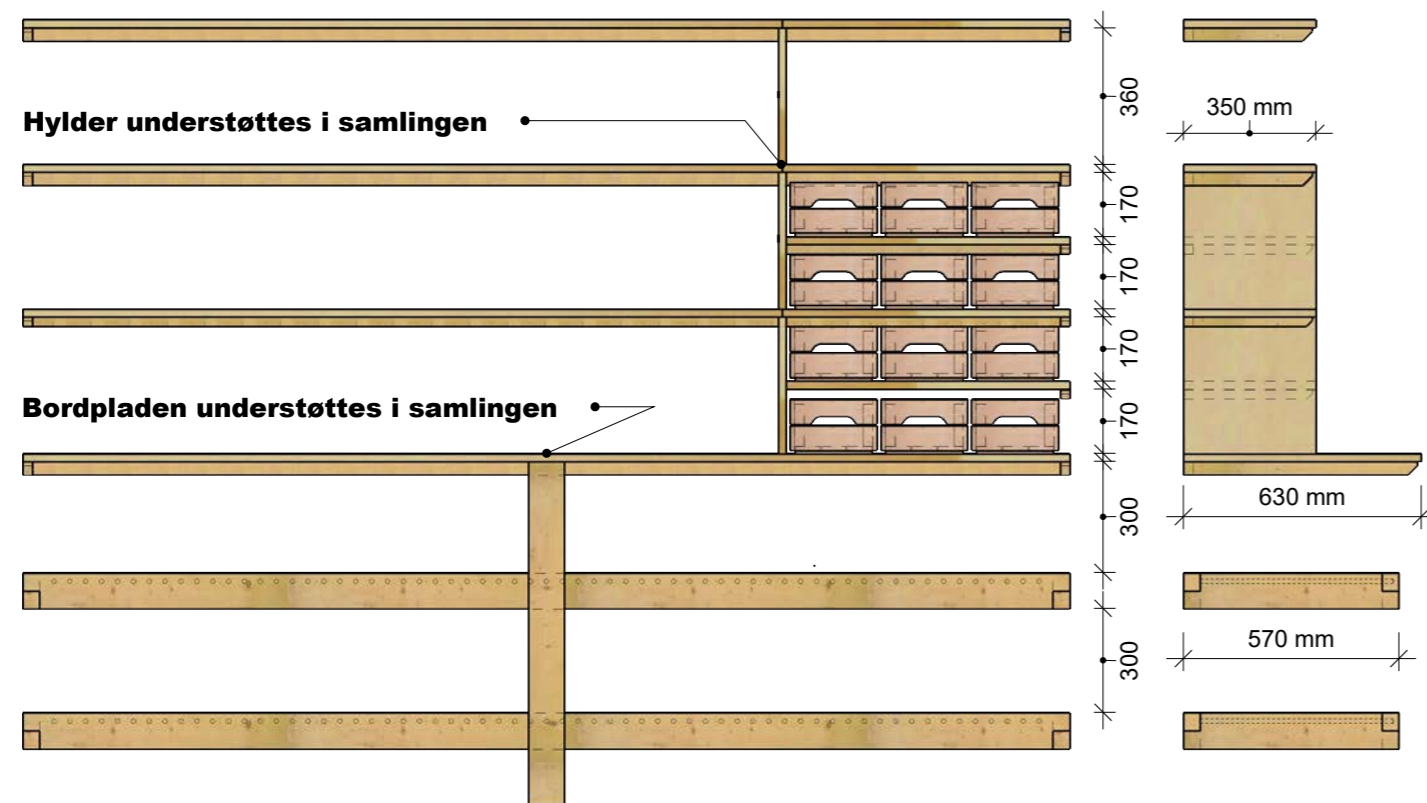 360
350 mm
Hylder understøttes i samlingen
170
170
170
Bordpladen understøttes i samlingen
170
630 mm
300
570 mm
300